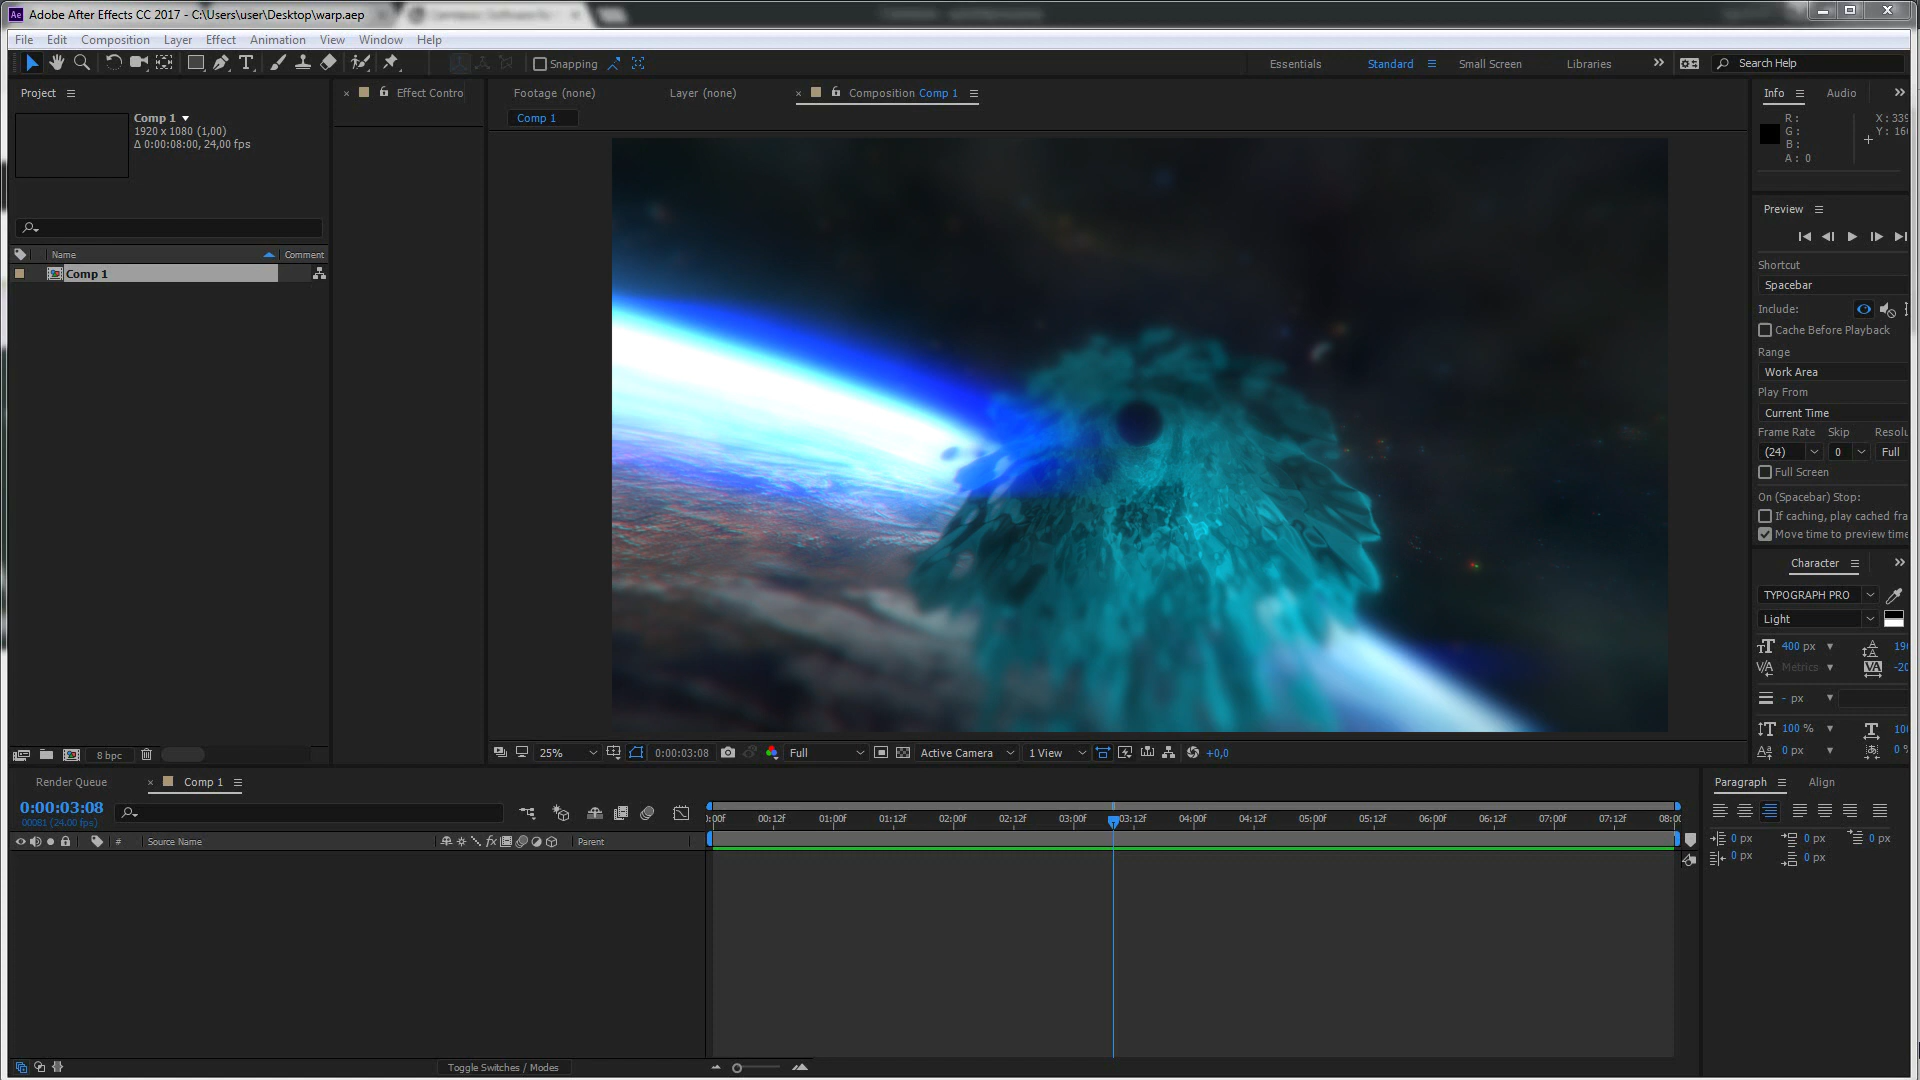 Adobe After Effects CC 2017 - C:\Users\user\Desktop\warp.aep
File Edit Composition Layer Effect Animation View Window Help
Snapping
Essentials Standard Small Screen Libraries
Search Help
Project
Comp 1
1920 x 1080 (1,00)
Δ 0:00:08:00, 24,00 fps
Name Comment
Comp 1
8 bpc
Effect Contro
Footage (none) Layer (none) Composition Comp 1
Comp 1
25% 0:00:03:08 Full Active Camera 1 View +0,0
Info Audio
R : X : 339
G : Y : 16
B :
A : 0
Preview
Shortcut
Spacebar
Include:
Cache Before Playback
Range
Work Area
Play From
Current Time
Frame Rate Skip Resolu
(24) 0 Full
Full Screen
On (Spacebar) Stop:
If caching, play cached fra
Move time to preview time
Character
TYPOGRAPH PRO
Light
400 px 19
Metrics -20
- px
100 % 10
0 px 0 %
Render Queue Comp 1
0:00:03:08
00081 (24.00 fps)
# Source Name Parent
):00f 00:12f 01:00f 01:12f 02:00f 02:12f 03:00f 03:12f 04:00f 04:12f 05:00f 05:12f 06:00f 06:12f 07:00f 07:12f 08:0
Toggle Switches / Modes
Paragraph Align
0 px 0 px 0 px
0 px 0 px